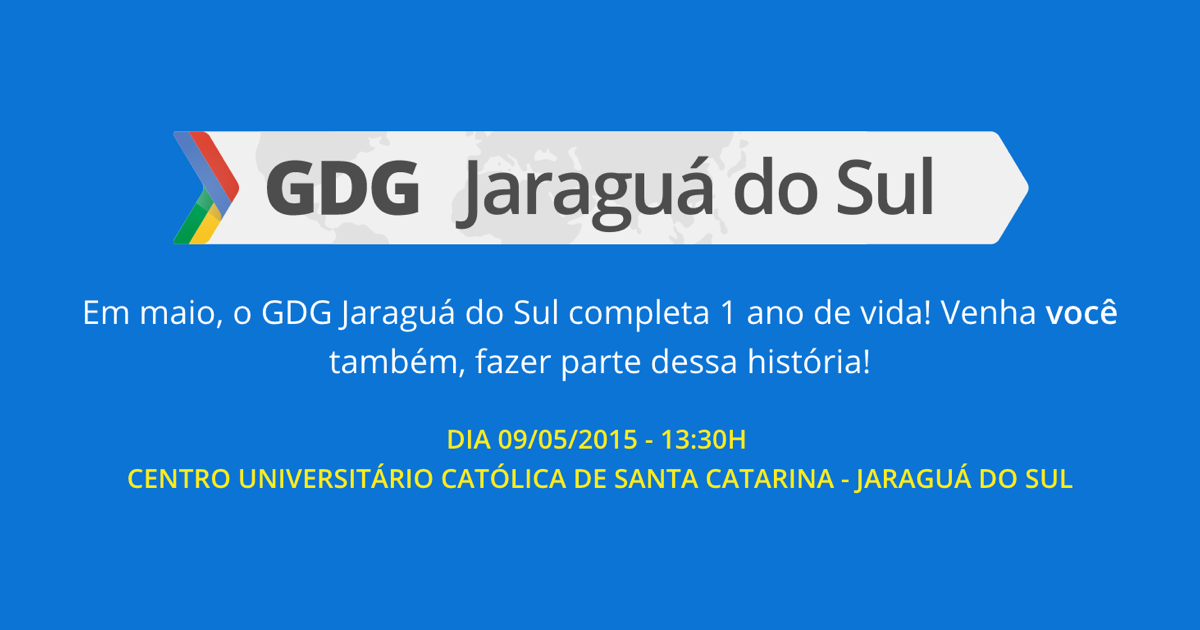 GDG Jaraguá do Sul
Em maio, o GDG Jaraguá do Sul completa 1 ano de vida! Venha você
também, fazer parte dessa história!
DIA 09/05/2015 - 13:30H
CENTRO UNIVERSITÁRIO CATÓLICA DE SANTA CATARINA - JARAGUÁ DO SUL